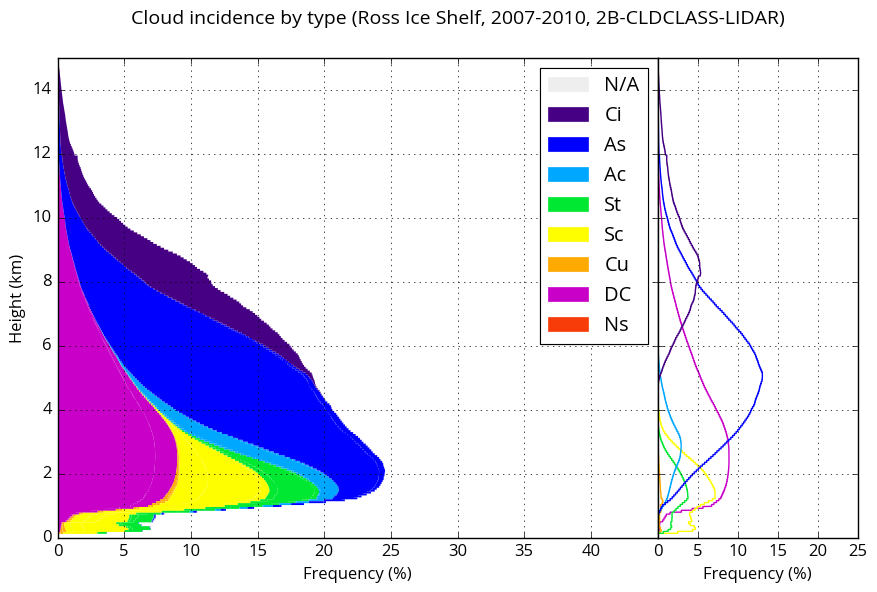 Cloud incidence by type (Ross Ice Shelf, 2007-2010, 2B-CLDCLASS-LIDAR)
14
12
10
8
6
4
2
0
Height (km)
N/A
Ci
As
Ac
St
Sc
Cu
DC
Ns
0 5 10 15 20 25 30 35 40
0 5 10 15 20 25
Frequency (%)
Frequency (%)